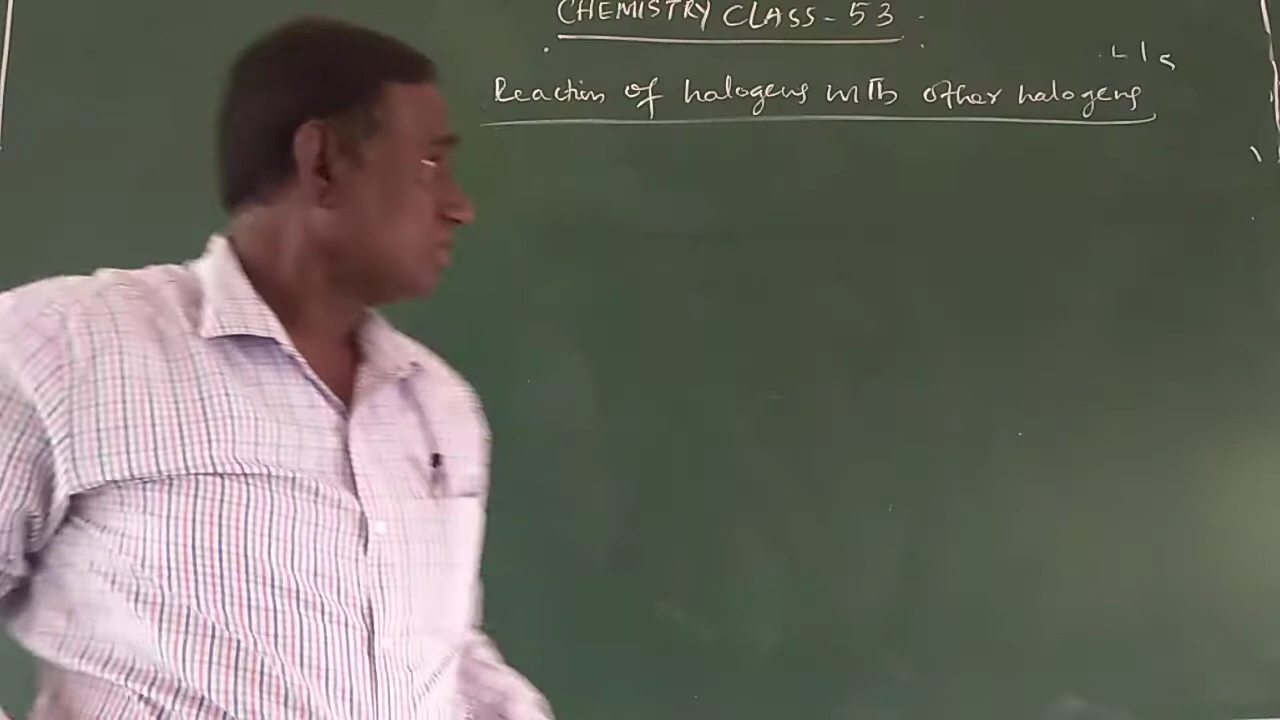 CHEMISTRY CLASS - 53
Reaction of halogens with other halogens